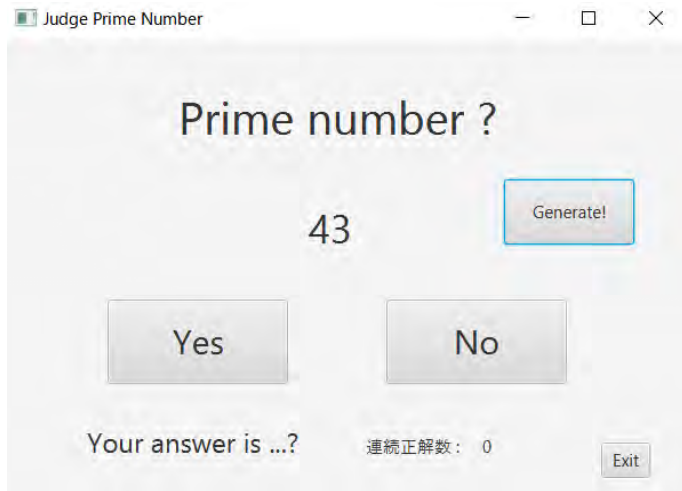 Judge Prime Number
Prime number ?
Generate!
43
Yes
No
Your answer is ...?
連続正解数： 0
Exit